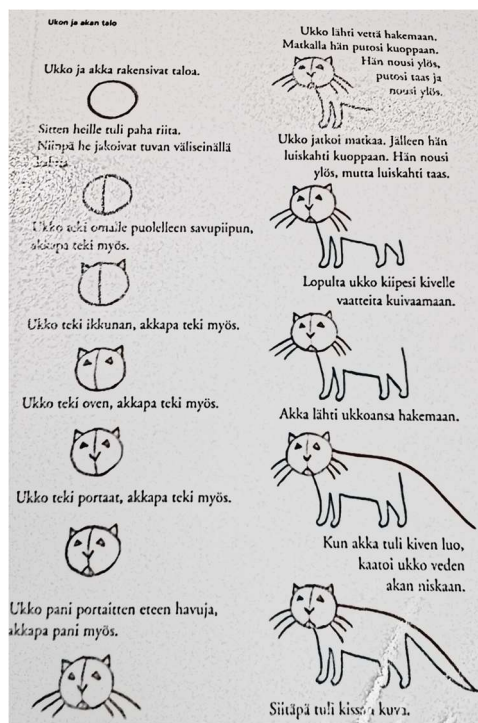 Ukon ja akan talo
Ukko ja akka rakensivat taloa.
Sitten heille tuli paha riita.
Niinpä he jakoivat tuvan väliseinällä
Ukko teki omalle puolelleen savupiipun,
akkapa teki myös.
Ukko teki ikkunan, akkapa teki myös.
Ukko teki oven, akkapa teki myös.
Ukko teki portaat, akkapa teki myös.
Ukko pani portaitten eteen havuja,
akkapa pani myös.
Ukko lähti vettä hakemaan.
Matkalla hän putosi kuoppaan.
Hän nousi ylös,
putosi taas ja
nousi ylös.
Ukko jatkoi matkaa. Jälleen hän
luiskahti kuoppaan. Hän nousi
ylös, mutta luiskahti taas.
Lopulta ukko kiipesi kivelle
vaatteita kuivaamaan.
Akka lähti ukkoansa hakemaan.
Kun akka tuli kiven luo,
kaatoi ukko veden
akan niskaan.
Siitäpä tuli kissan kuva.